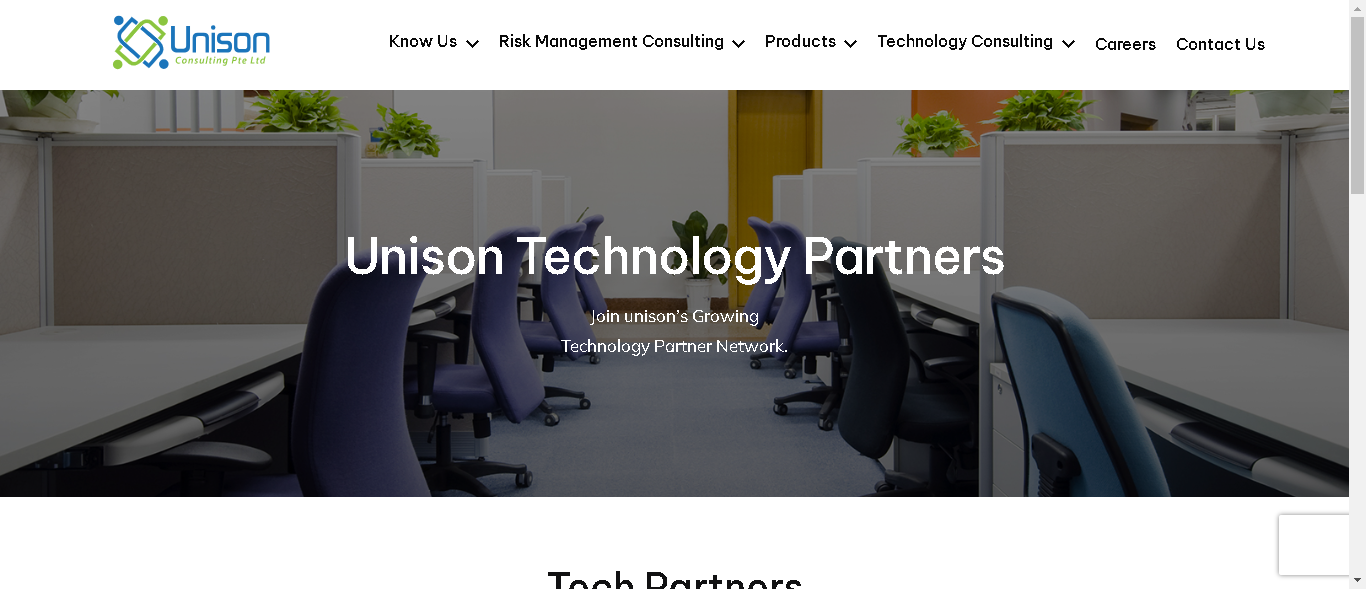 Unison
Consulting Pte Ltd
Know Us
Risk Management Consulting
Products
Technology Consulting
Careers
Contact Us
Unison Technology Partners
Join unison's Growing
Technology Partner Network.
Tech Partners